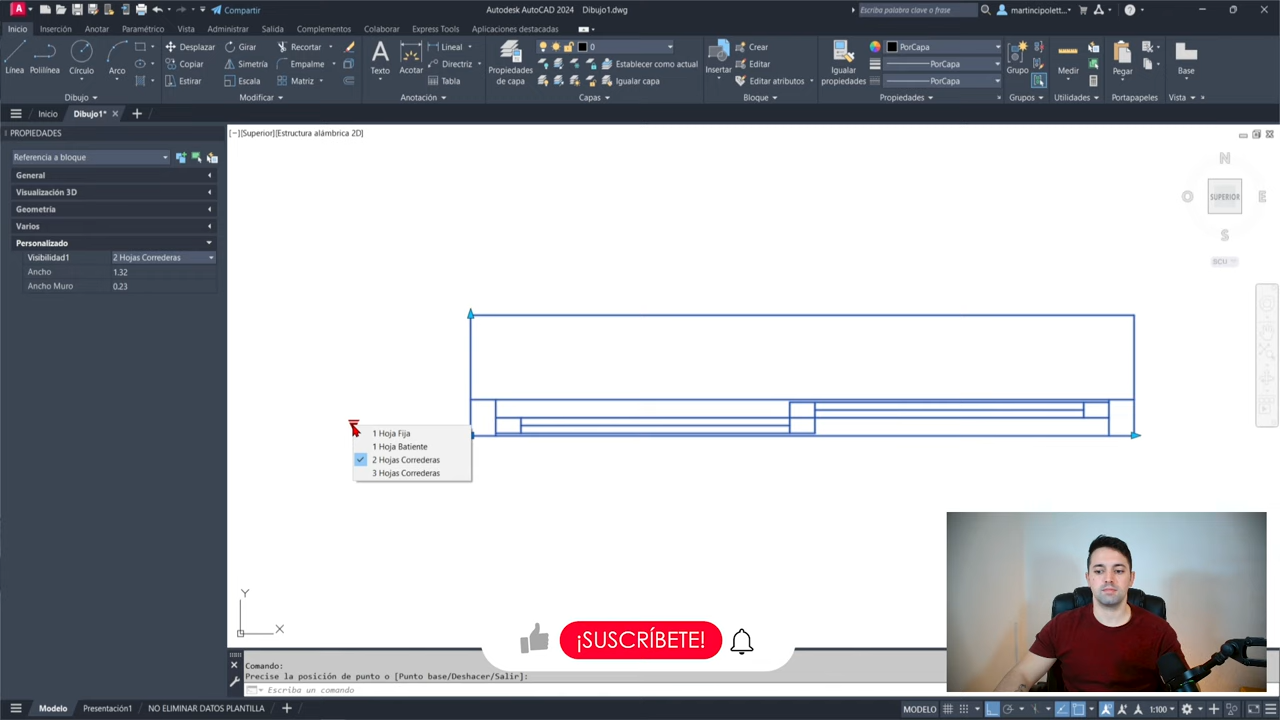 Compartir
Autodesk AutoCAD 2024 Dibujo1.dwg
Escriba palabra clave o frase
martincipolett...
Inicio Inserción Anotar Paramétrico Vista Administrar Salida Complementos Colaborar Express Tools Aplicaciones destacadas
Línea Polilínea Círculo Arco
Desplazar Girar Recortar
Copiar Simetría Empalme
Estirar Escala Matriz
Texto Acotar
Lineal
Directriz
Tabla
Propiedades de capa
0
Establecer como actual
Igualar capa
Insertar
Crear
Editar
Editar atributos
Igualar propiedades
PorCapa
PorCapa
PorCapa
Grupo Medir Pegar Base
Dibujo Modificar Anotación Capas Bloque Propiedades Grupos Utilidades Portapapeles Vista
Inicio Dibujo1*
PROPIEDADES
[−][Superior][Estructura alámbrica 2D]
Referencia a bloque
General
Visualización 3D
Geometría
Varios
Personalizado
Visibilidad1 2 Hojas Correderas
Ancho 1.32
Ancho Muro 0.23
N
O SUPERIOR E
S
SCU
1 Hoja Fija
1 Hoja Batiente
2 Hojas Correderas
3 Hojas Correderas
Y
X
¡SUSCRÍBETE!
Comando:
Precise la posición de punto o [Punto base/Deshacer/Salir]:
Escriba un comando
Modelo Presentación1 NO ELIMINAR DATOS PLANTILLA
MODELO 1:100